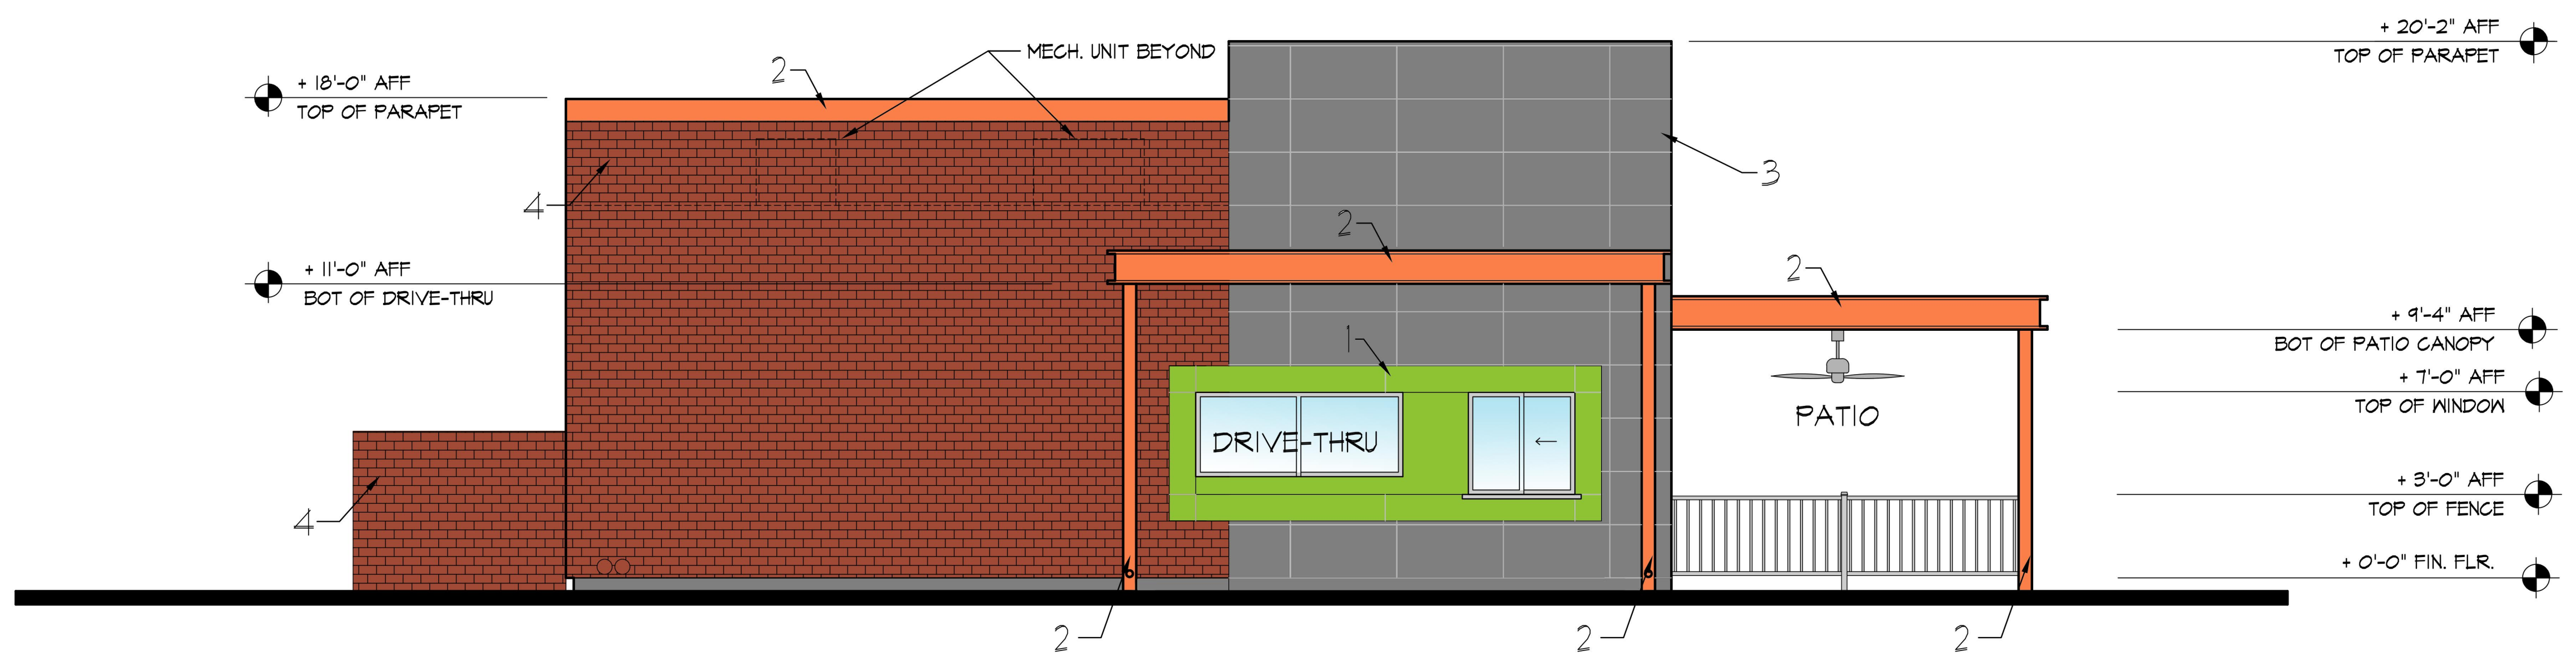 + 20'-2" AFF
TOP OF PARAPET
MECH. UNIT BEYOND
2
+ 18'-0" AFF
TOP OF PARAPET
3
4
2
+ 11'-0" AFF
BOT OF DRIVE-THRU
2
+ 9'-4" AFF
BOT OF PATIO CANOPY
1
+ 7'-0" AFF
TOP OF WINDOW
PATIO
DRIVE-THRU
+ 3'-0" AFF
TOP OF FENCE
4
+ 0'-0" FIN. FLR.
2
2
2